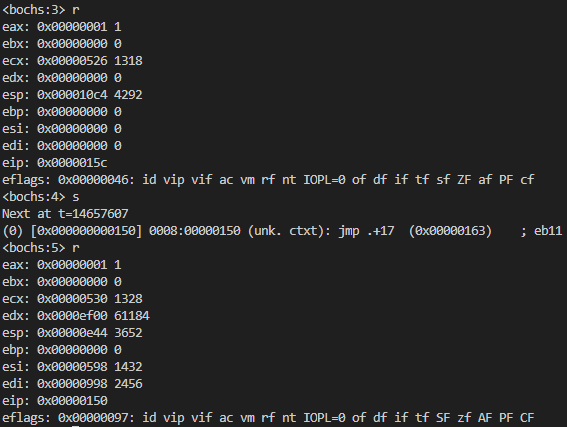 <bochs:3> r
eax: 0x00000001 1
ebx: 0x00000000 0
ecx: 0x00000526 1318
edx: 0x00000000 0
esp: 0x000010c4 4292
ebp: 0x00000000 0
esi: 0x00000000 0
edi: 0x00000000 0
eip: 0x0000015c
eflags: 0x00000046: id vip vif ac vm rf nt IOPL=0 of df if tf sf ZF af PF cf
<bochs:4> s
Next at t=14657607
(0) [0x000000000150] 0008:00000150 (unk. ctxt): jmp .+17  (0x00000163)    ; eb11
<bochs:5> r
eax: 0x00000001 1
ebx: 0x00000000 0
ecx: 0x00000530 1328
edx: 0x0000ef00 61184
esp: 0x00000e44 3652
ebp: 0x00000000 0
esi: 0x00000598 1432
edi: 0x00000998 2456
eip: 0x00000150
eflags: 0x00000097: id vip vif ac vm rf nt IOPL=0 of df if tf SF zf AF PF CF